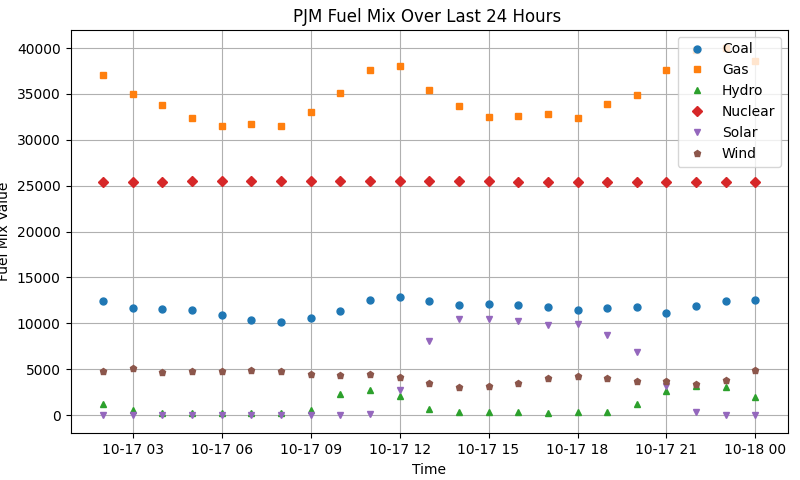 PJM Fuel Mix Over Last 24 Hours
40000
35000
30000
25000
20000
15000
10000
5000
0
Fuel Mix Value
Coal
Gas
Hydro
Nuclear
Solar
Wind
10-17 03 10-17 06 10-17 09 10-17 12 10-17 15 10-17 18 10-17 21 10-18 00
Time